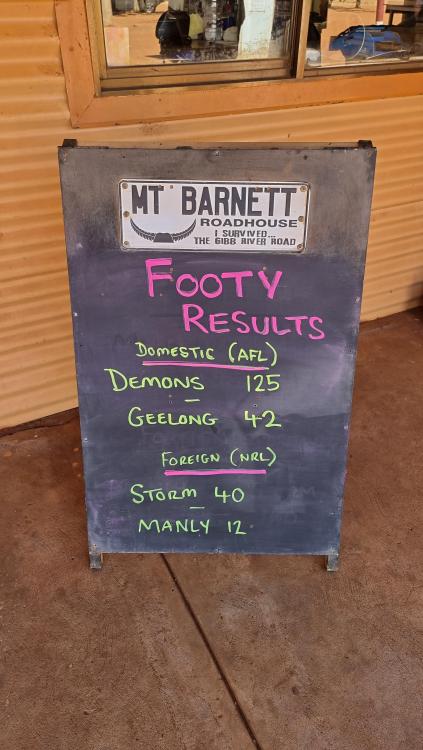 MT BARNETT
ROADHOUSE
I SURVIVED...
THE GIBB RIVER ROAD
FOOTY
RESULTS
DOMESTIC (AFL)
DEMONS 125
-
GEELONG 42
FOREIGN (NRL)
STORM 40
-
MANLY 12